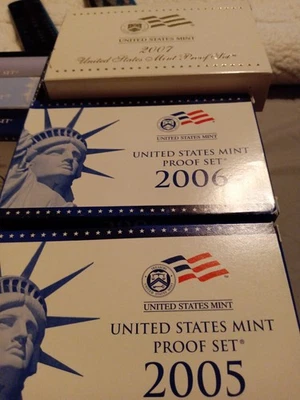 UNITED STATES MINT
2007
United States Mint Proof Set®
UNITED STATES MINT
UNITED STATES MINT
PROOF SET®
2006
UNITED STATES MINT
UNITED STATES MINT
PROOF SET®
2005